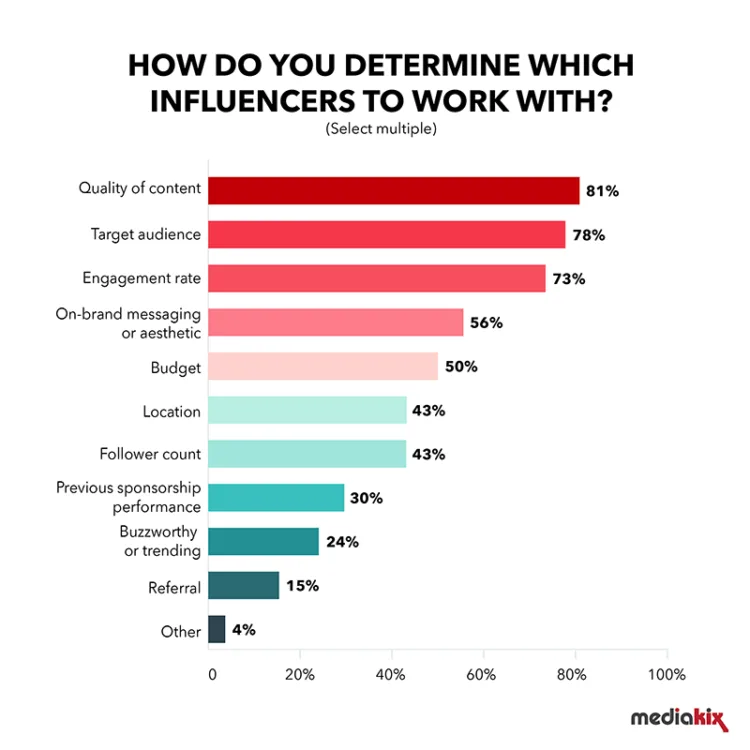 HOW DO YOU DETERMINE WHICH
INFLUENCERS TO WORK WITH?
(Select multiple)
Quality of content 81%
Target audience 78%
Engagement rate 73%
On-brand messaging
or aesthetic 56%
Budget 50%
Location 43%
Follower count 43%
Previous sponsorship
performance 30%
Buzzworthy
or trending 24%
Referral 15%
Other 4%
0 20% 40% 60% 80% 100%
mediakix